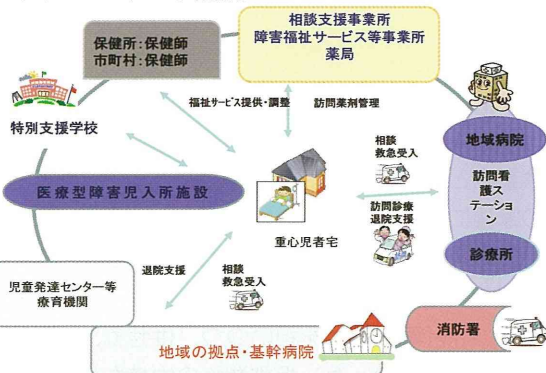 相談支援事業所
障害福祉サービス等事業所
薬局
保健所：保健師
市町村：保健師
福祉サービス提供・調整
訪問薬剤管理
特別支援学校
相談
救急受入
地域病院
医療型障害児入所施設
訪問看
護ス
テーショ
ン
訪問診療
退院支援
重心児者宅
診療所
退院支援
相談
救急受入
児童発達センター等
療育機関
消防署
地域の拠点・基幹病院